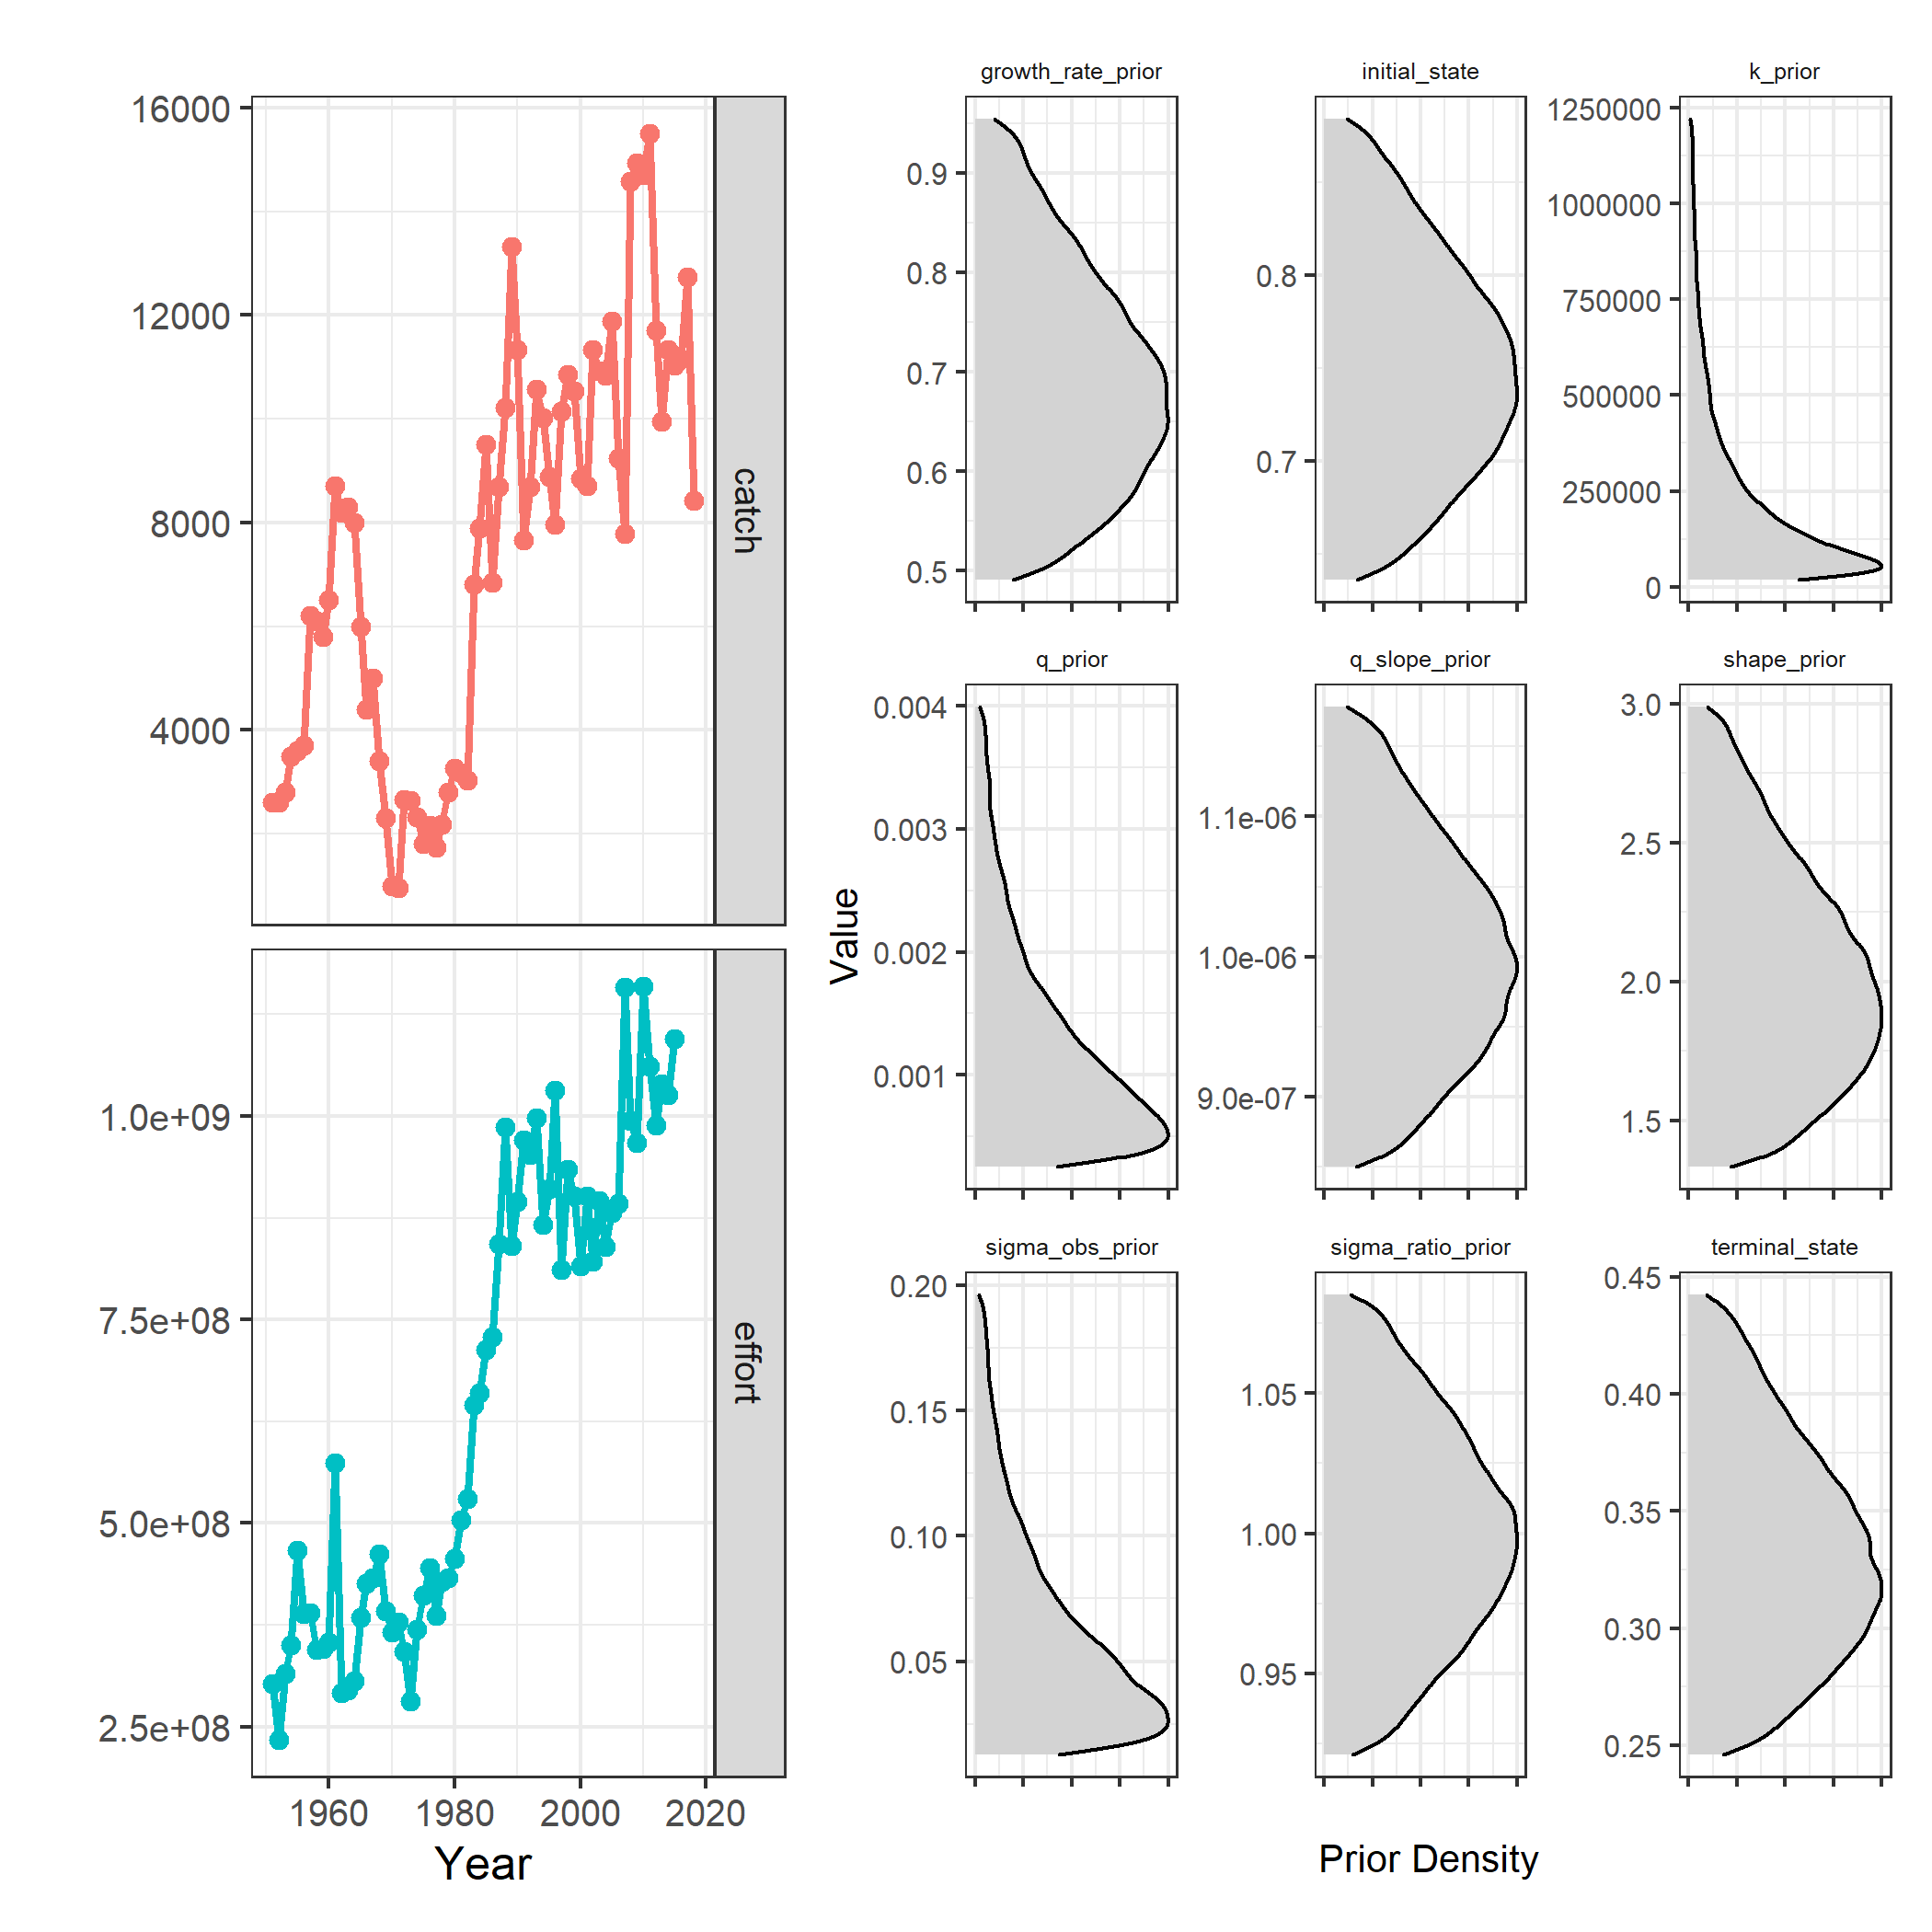 16000
12000
8000
4000
catch
1.0e+09
7.5e+08
5.0e+08
2.5e+08
effort
1960 1980 2000 2020
Year
Value
growth_rate_prior
0.9
0.8
0.7
0.6
0.5
initial_state
0.8
0.7
k_prior
1250000
1000000
750000
500000
250000
0
q_prior
0.004
0.003
0.002
0.001
q_slope_prior
1.1e-06
1.0e-06
9.0e-07
shape_prior
3.0
2.5
2.0
1.5
sigma_obs_prior
0.20
0.15
0.10
0.05
sigma_ratio_prior
1.05
1.00
0.95
terminal_state
0.45
0.40
0.35
0.30
0.25
Prior Density